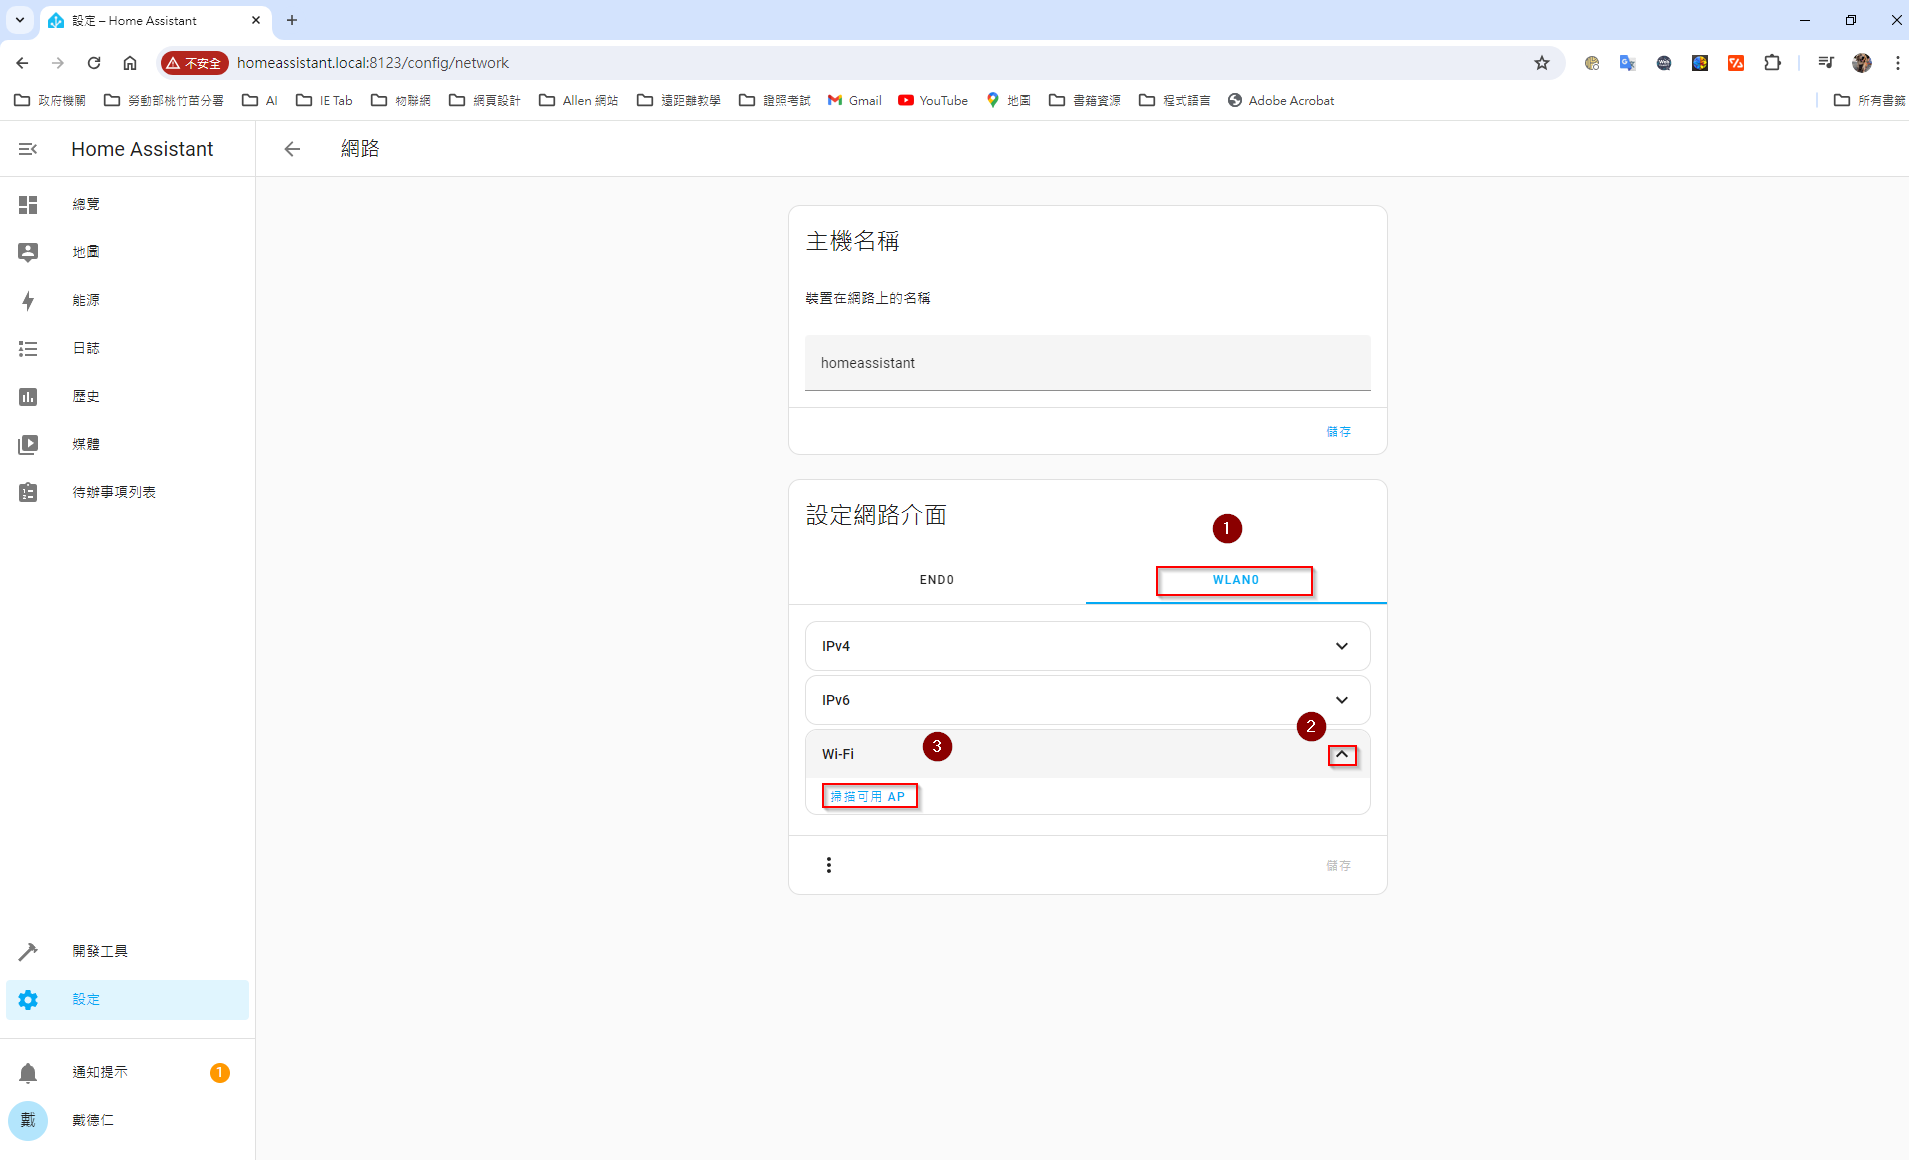 設定 – Home Assistant
不安全
homeassistant.local:8123/config/network
政府機關
勞動部桃竹苗分署
AI
IE Tab
物聯網
網頁設計
Allen 網站
遠距離教學
證照考試
Gmail
YouTube
地圖
書籍資源
程式語言
Adobe Acrobat
所有書籤
Home Assistant
網路
總覽
地圖
能源
日誌
歷史
媒體
待辦事項列表
開發工具
設定
通知提示
1
戴
戴德仁
主機名稱
裝置在網路上的名稱
homeassistant
儲存
設定網路介面
1
END0
WLAN0
IPv4
IPv6
2
Wi-Fi
3
掃描可用 AP
儲存